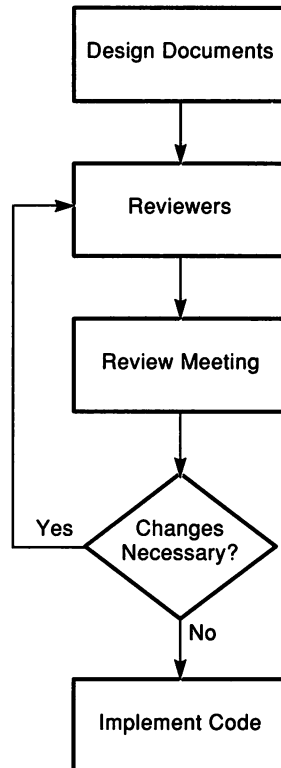 Design Documents
Reviewers
Review Meeting
Changes
Necessary?
Yes
No
Implement Code